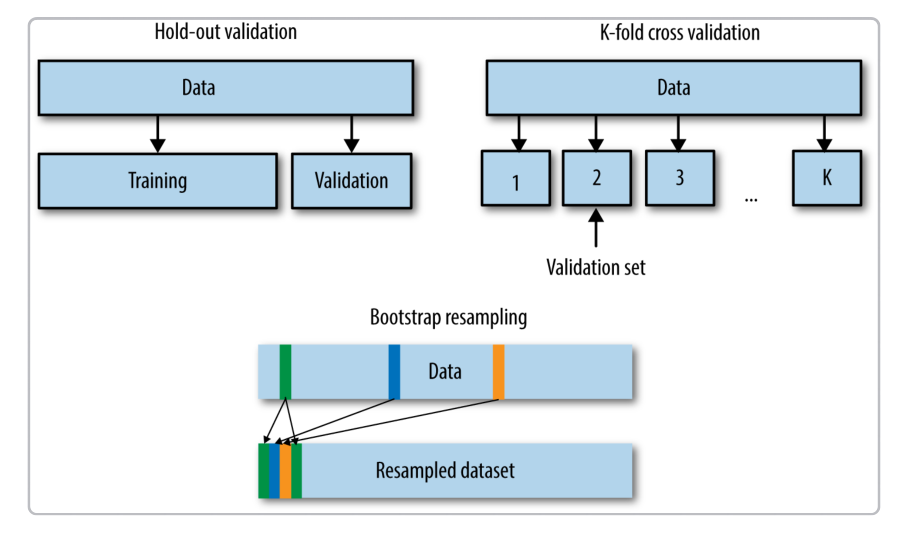 Hold-out validation
K-fold cross validation
Data
Data
Training
Validation
1
2
3
...
K
Validation set
Bootstrap resampling
Data
Resampled dataset